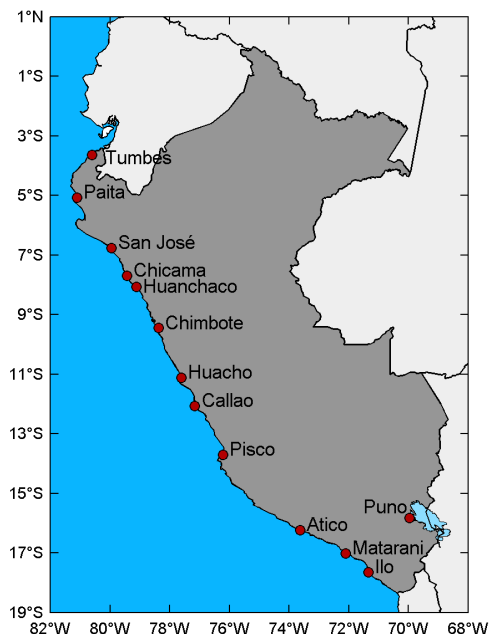 1°N
1°S
3°S
Tumbes
5°S
Paita
San José
7°S
Chicama
Huanchaco
9°S
Chimbote
11°S
Huacho
Callao
13°S
Pisco
15°S
Puno
Atico
17°S
Matarani
Ilo
19°S
82°W 80°W 78°W 76°W 74°W 72°W 70°W 68°W